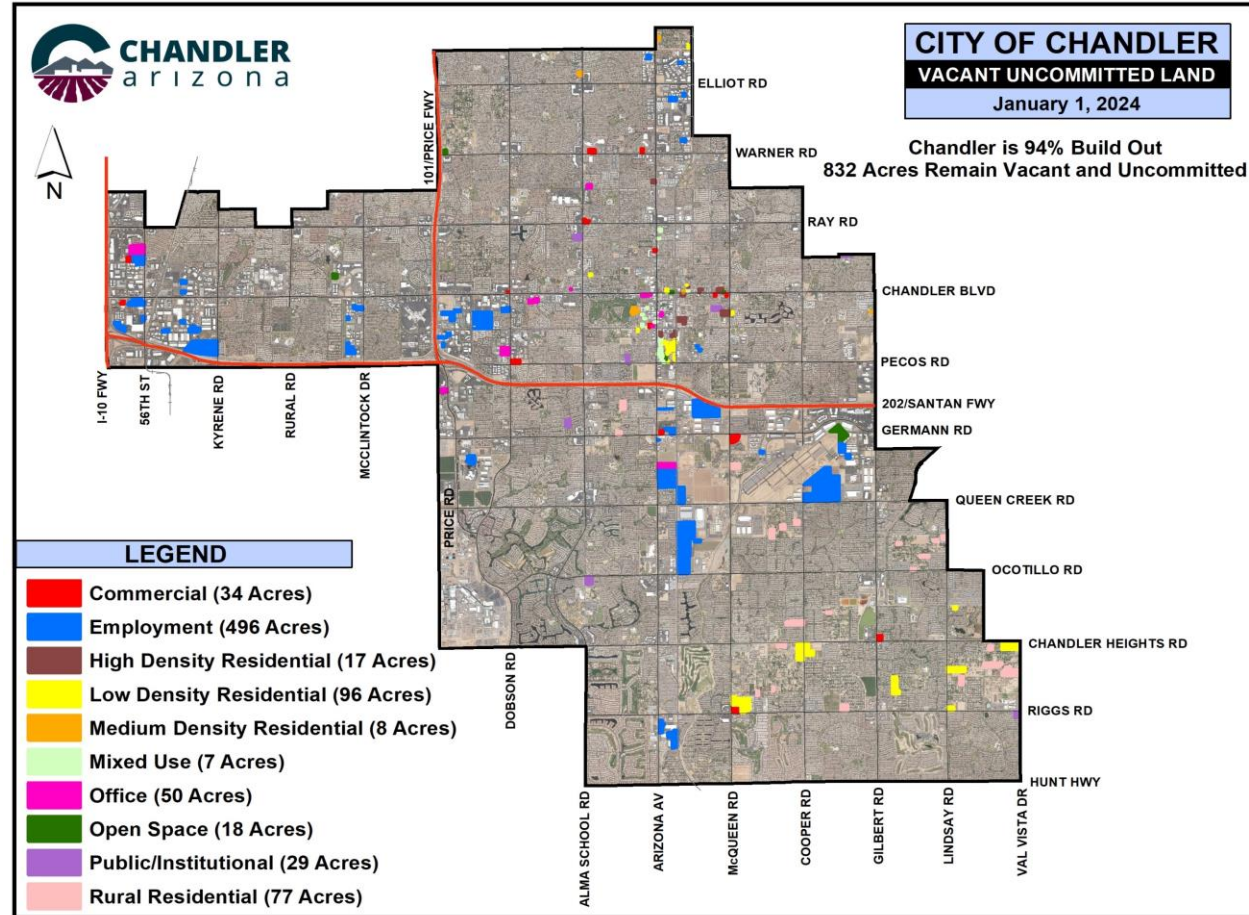 CHANDLER
arizona
CITY OF CHANDLER
VACANT UNCOMMITTED LAND
January 1, 2024
Chandler is 94% Build Out
832 Acres Remain Vacant and Uncommitted
N
101/PRICE FWY
ELLIOT RD
WARNER RD
RAY RD
CHANDLER BLVD
PECOS RD
202/SANTAN FWY
GERMANN RD
QUEEN CREEK RD
OCOTILLO RD
CHANDLER HEIGHTS RD
RIGGS RD
HUNT HWY
I-10 FWY
56TH ST
KYRENE RD
RURAL RD
MCCLINTOCK DR
PRICE RD
DOBSON RD
ALMA SCHOOL RD
ARIZONA AV
McQUEEN RD
COOPER RD
GILBERT RD
LINDSAY RD
VAL VISTA DR
LEGEND
Commercial (34 Acres)
Employment (496 Acres)
High Density Residential (17 Acres)
Low Density Residential (96 Acres)
Medium Density Residential (8 Acres)
Mixed Use (7 Acres)
Office (50 Acres)
Open Space (18 Acres)
Public/Institutional (29 Acres)
Rural Residential (77 Acres)